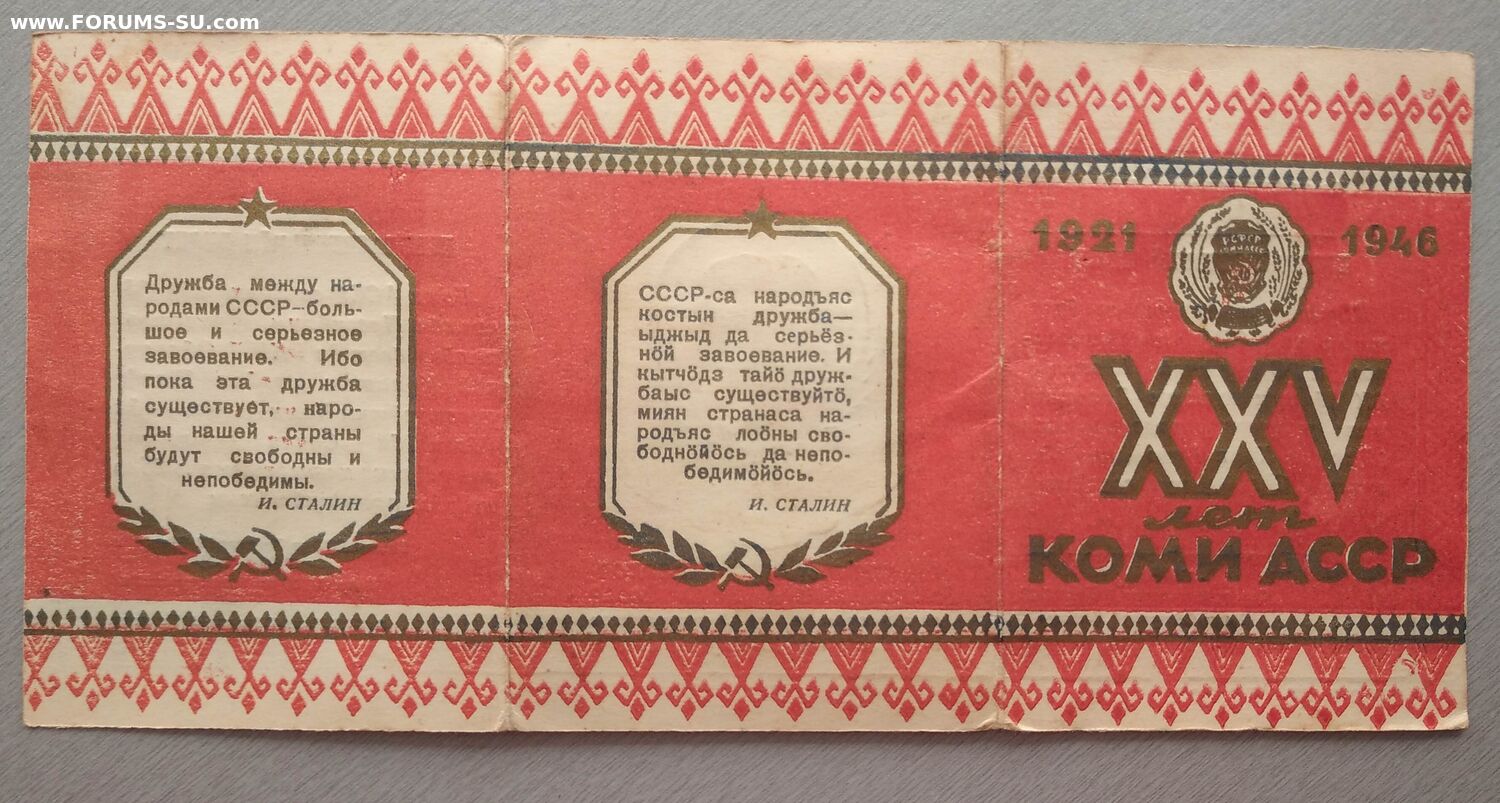 www.FORUMS-SU.com
Дружба между на-
родами СССР—боль-
шое и серьезное
завоевание. Ибо
пока эта дружба
существует, наро-
ды нашей страны
будут свободны и
непобедимы.
И. СТАЛИН
СССР-са народъяс
костын дружба—
ыджыд да серьёз-
нӧй завоевание. И
кытчӧдз тайӧ друж-
баыс существуйтӧ,
миян странаса на-
родъяс лоӧны сво-
боднӧйӧсь да непо-
бедимӧйӧсь.
И. СТАЛИН
1921 1946
РСФСР
XXV
лет
КОМИ АССР